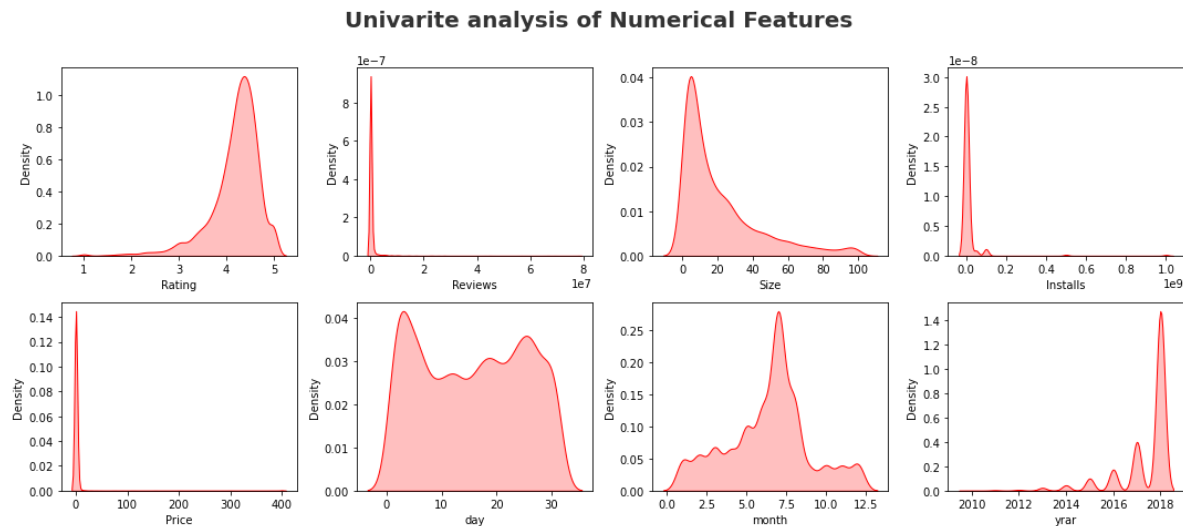 Univarite analysis of Numerical Features
1e−7
1e−8
1.0
0.8
0.6
0.4
0.2
0.0
Density
1 2 3 4 5
Rating
8
6
4
2
0
Density
0 2 4 6 8
Reviews
1e7
0.04
0.03
0.02
0.01
0.00
Density
0 20 40 60 80 100
Size
3.0
2.5
2.0
1.5
1.0
0.5
0.0
Density
0.0 0.2 0.4 0.6 0.8 1.0
Installs
1e9
0.14
0.12
0.10
0.08
0.06
0.04
0.02
0.00
Density
0 100 200 300 400
Price
0.04
0.03
0.02
0.01
0.00
Density
0 10 20 30
day
0.25
0.20
0.15
0.10
0.05
0.00
Density
0.0 2.5 5.0 7.5 10.0 12.5
month
1.4
1.2
1.0
0.8
0.6
0.4
0.2
0.0
Density
2010 2012 2014 2016 2018
yrar